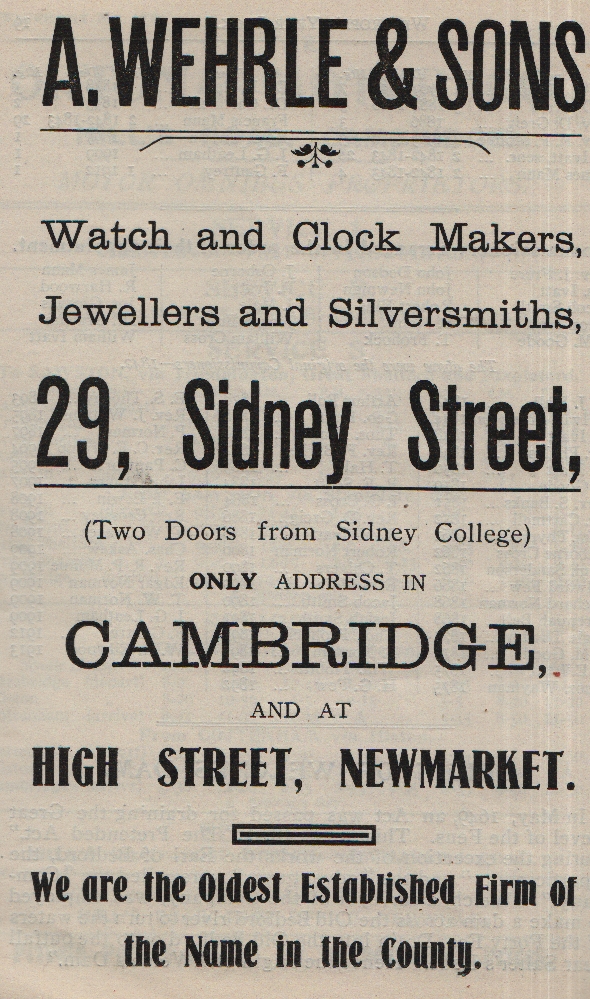 A. WEHRLE & SONS
Watch and Clock Makers,
Jewellers and Silversmiths,
29, Sidney Street,
(Two Doors from Sidney College)
ONLY ADDRESS IN
CAMBRIDGE,
AND AT
HIGH STREET, NEWMARKET.
We are the Oldest Established Firm of
the Name in the County.